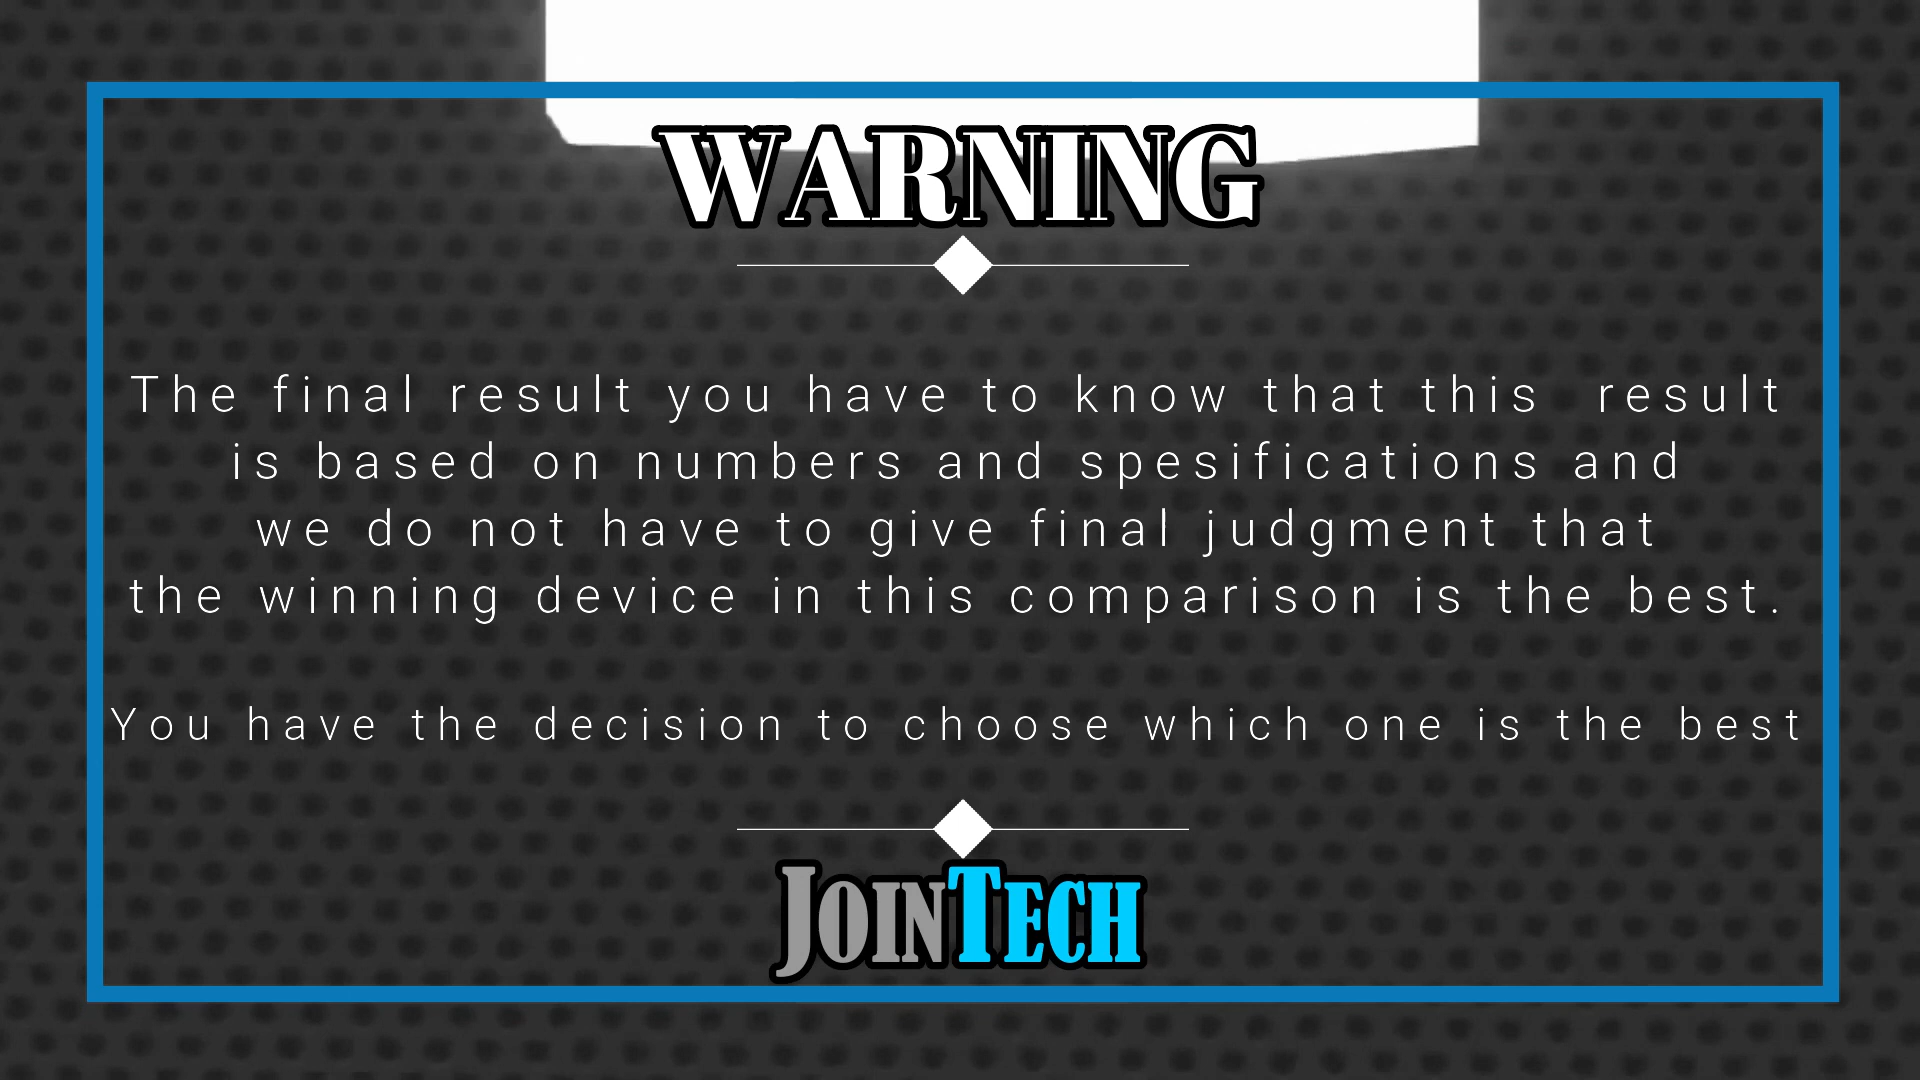 WARNING
The final result you have to know that this result
is based on numbers and spesifications and
we do not have to give final judgment that
the winning device in this comparison is the best.
You have the decision to choose which one is the best
JOINTECH